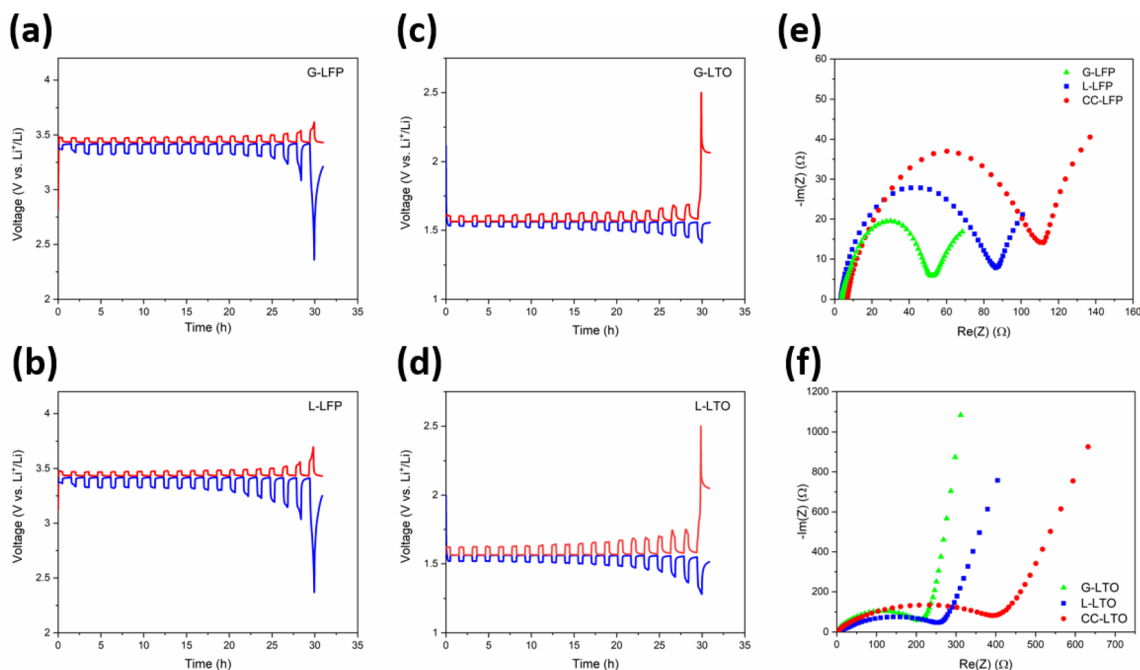 (a)
G-LFP
Voltage (V vs. Li⁺/Li)
4
3.5
3
2.5
2
0 5 10 15 20 25 30 35
Time (h)
(c)
G-LTO
Voltage (V vs. Li⁺/Li)
2.5
2
1.5
1
0 5 10 15 20 25 30 35
Time (h)
(e)
G-LFP
L-LFP
CC-LFP
-Im(Z) (Ω)
60
50
40
30
20
10
0
0 20 40 60 80 100 120 140 160
Re(Z) (Ω)
(b)
L-LFP
Voltage (V vs. Li⁺/Li)
4
3.5
3
2.5
2
0 5 10 15 20 25 30 35
Time (h)
(d)
L-LTO
Voltage (V vs. Li⁺/Li)
2.5
2
1.5
1
0 5 10 15 20 25 30 35
Time (h)
(f)
-Im(Z) (Ω)
1200
1000
800
600
400
200
0
G-LTO
L-LTO
CC-LTO
0 100 200 300 400 500 600 700
Re(Z) (Ω)